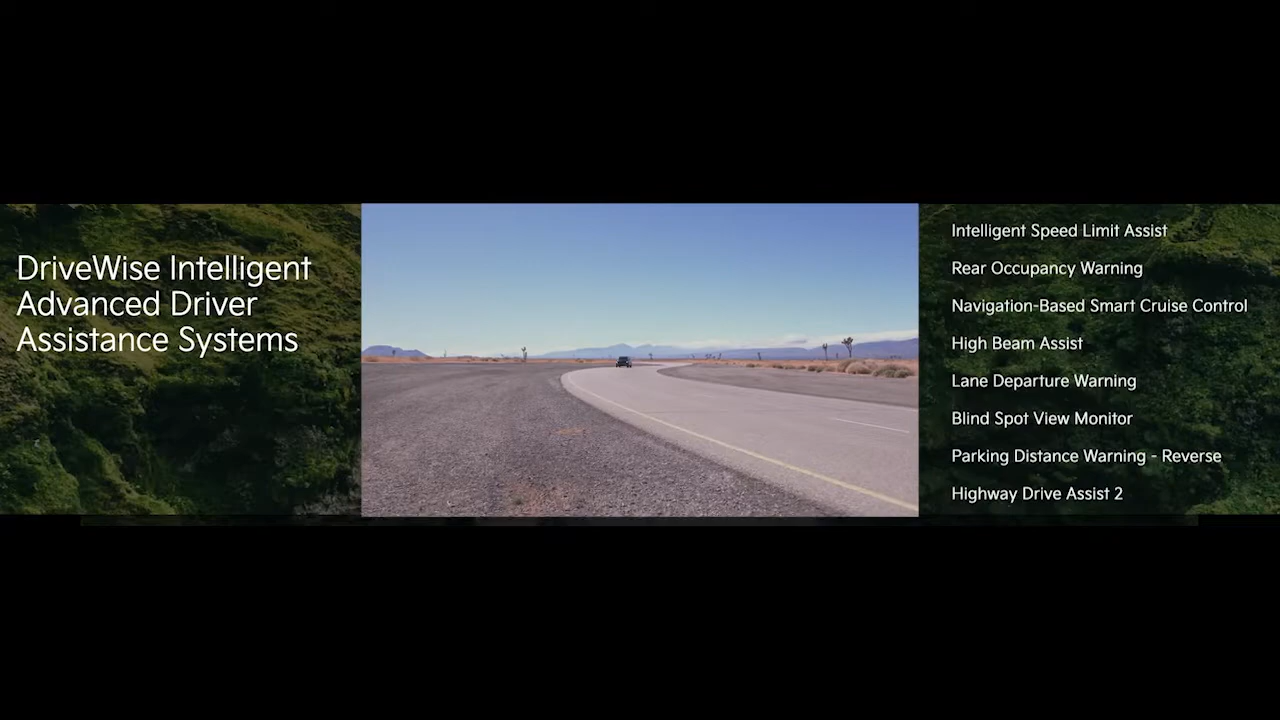 DriveWise Intelligent
Advanced Driver
Assistance Systems
Intelligent Speed Limit Assist
Rear Occupancy Warning
Navigation-Based Smart Cruise Control
High Beam Assist
Lane Departure Warning
Blind Spot View Monitor
Parking Distance Warning - Reverse
Highway Drive Assist 2